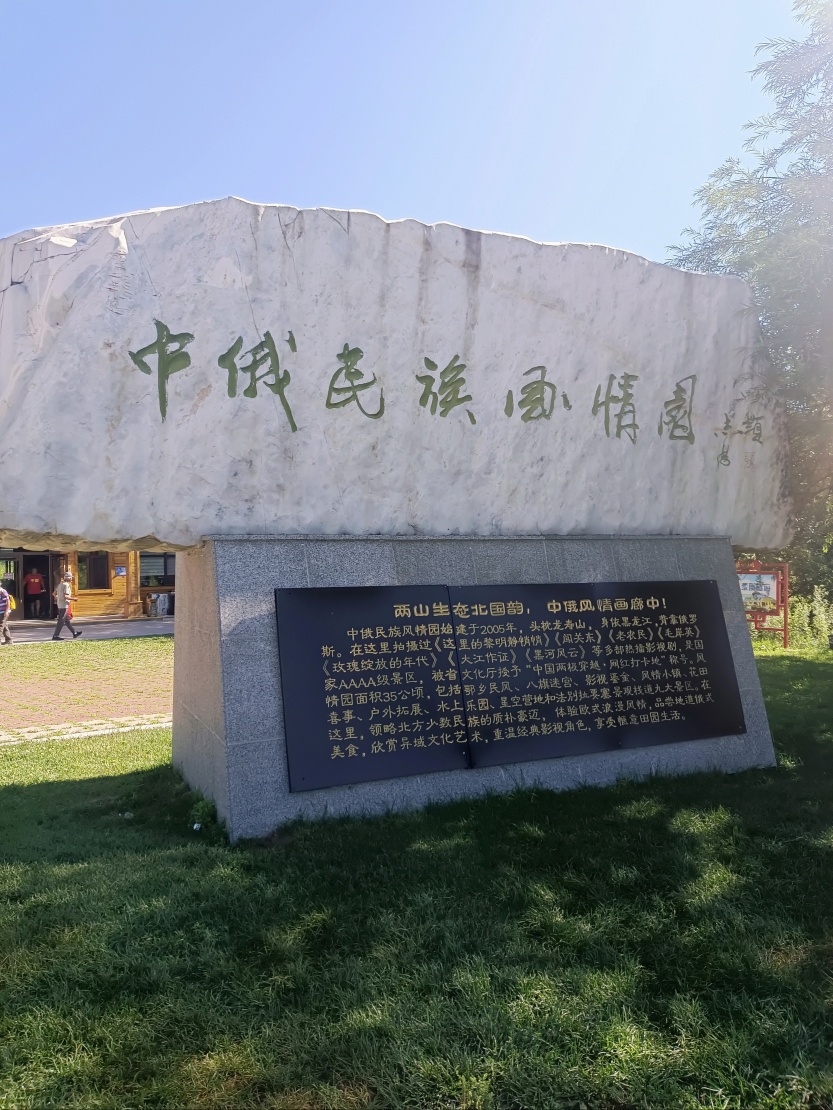 中俄民族风情园
两山生态北国韵，中俄风情画廊中！
中俄民族风情园始建于2005年，头枕龙寿山，身依黑龙江，背靠俄罗
斯。在这里拍摄过《这里的黎明静悄悄》《闯关东》《老农民》《毛岸英》
《玫瑰绽放的年代》《大江作证》《黑河风云》等多部热播影视剧，是国
家AAAA级景区，被省文化厅授予“中国两极穿越·网红打卡地”称号。风
情园面积35公顷，包括鄂乡民风、八旗迷宫、影视鉴金、风情小镇、花田
喜事、户外拓展、水上乐园、星空营地和法别拉果蒙景观栈道九大景区。在
这里，领略北方少数民族的质朴豪迈，体验欧式浪漫风情，品尝地道俄式
美食，欣赏异域文化艺术，重温经典影视角色，享受惬意田园生活。